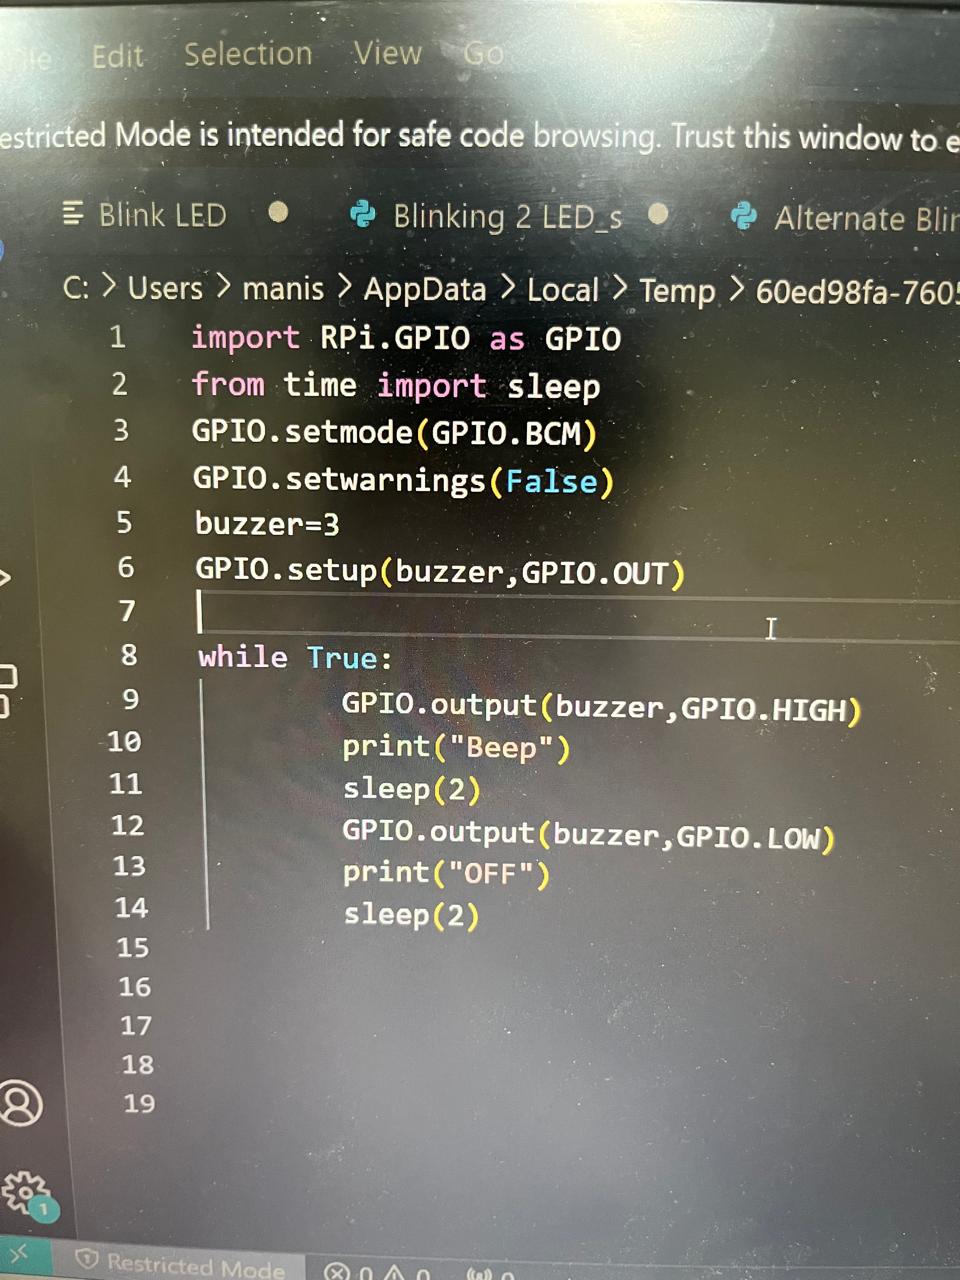 Edit Selection View Go
estricted Mode is intended for safe code browsing. Trust this window to e
Blink LED Blinking 2 LED_s Alternate Blin
C: > Users > manis > AppData > Local > Temp > 60ed98fa-760
1 import RPi.GPIO as GPIO
2 from time import sleep
3 GPIO.setmode(GPIO.BCM)
4 GPIO.setwarnings(False)
5 buzzer=3
6 GPIO.setup(buzzer,GPIO.OUT)
7
8 while True:
9 GPIO.output(buzzer,GPIO.HIGH)
10 print("Beep")
11 sleep(2)
12 GPIO.output(buzzer,GPIO.LOW)
13 print("OFF")
14 sleep(2)
15
16
17
18
19
1
Restricted Mode 0 0 0